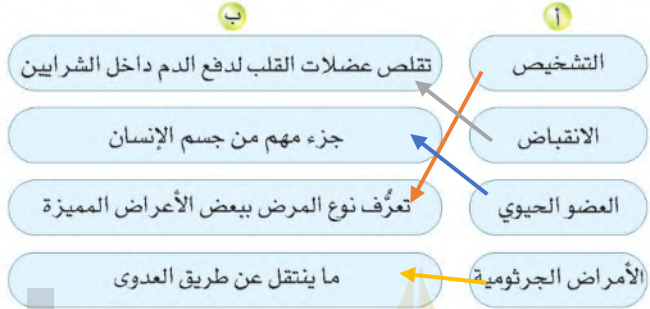 أ ب
التشخيص تقلص عضلات القلب لدفع الدم داخل الشرايين
الانقباض جزء مهم من جسم الإنسان
العضو الحيوي تعرُّف نوع المرض ببعض الأعراض المميزة
الأمراض الجرثومية ما ينتقل عن طريق العدوى